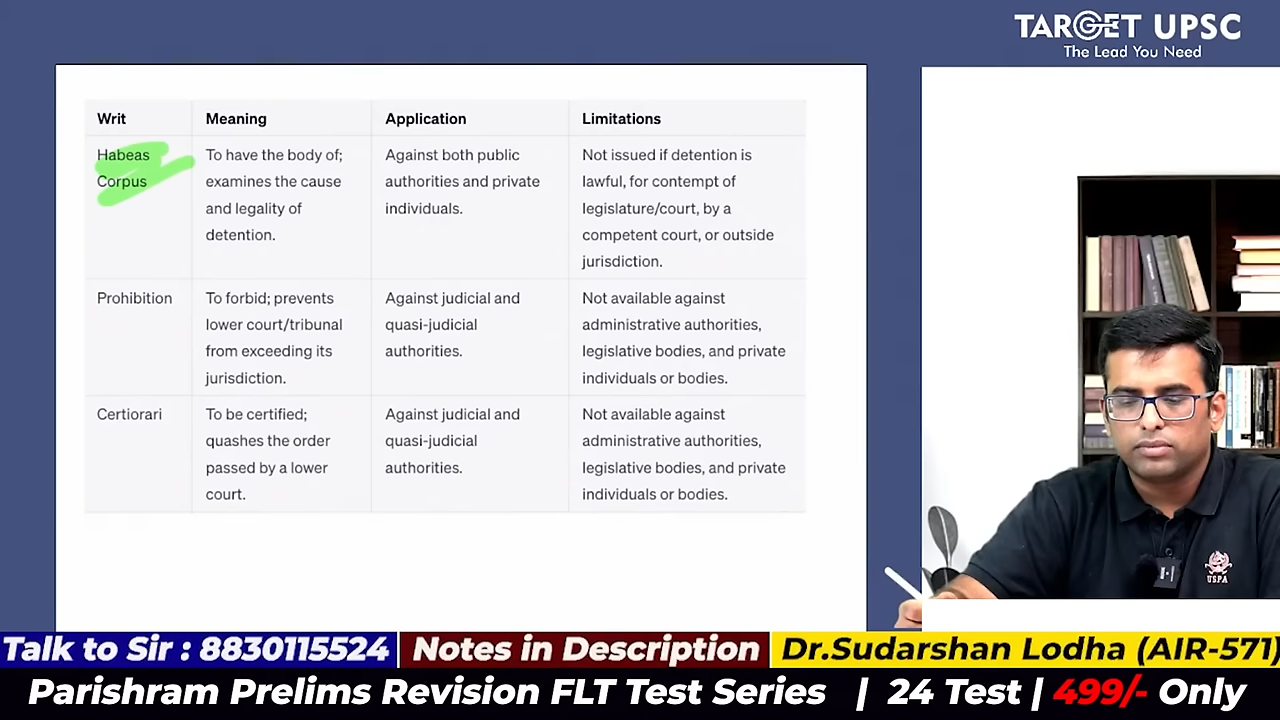 TARGET UPSC
The Lead You Need
Writ Meaning Application Limitations
Habeas To have the body of; Against both public Not issued if detention is
Corpus examines the cause authorities and private lawful, for contempt of
and legality of individuals. legislature/court, by a
detention. competent court, or outside
jurisdiction.
Prohibition To forbid; prevents Against judicial and Not available against
lower court/tribunal quasi-judicial administrative authorities,
from exceeding its authorities. legislative bodies, and private
jurisdiction. individuals or bodies.
Certiorari To be certified; Against judicial and Not available against
quashes the order quasi-judicial administrative authorities,
passed by a lower authorities. legislative bodies, and private
court. individuals or bodies.
USPA
Talk to Sir : 8830115524 Notes in Description Dr.Sudarshan Lodha (AIR-571)
Parishram Prelims Revision FLT Test Series | 24 Test | 499/- Only